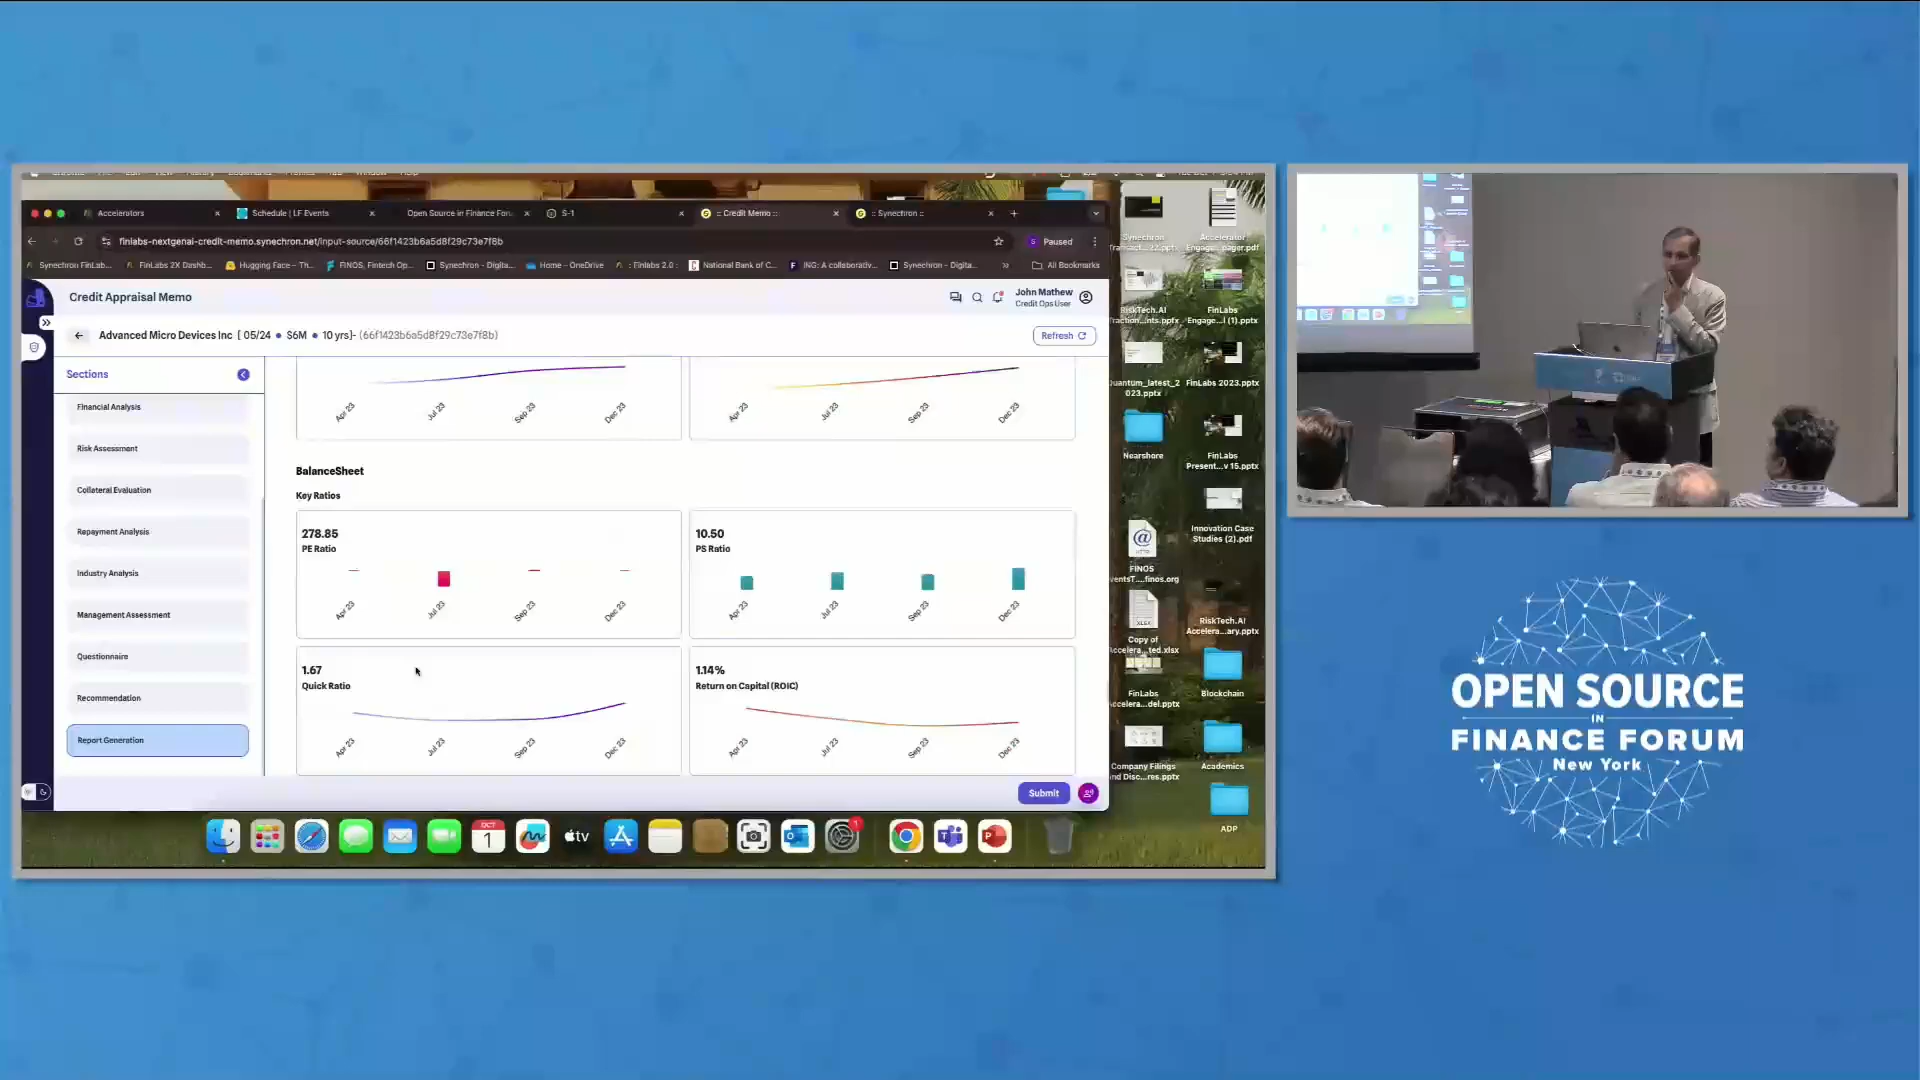 Accelerators
Schedule | LF Events
Open Source in Finance For
S-1
:: Credit Memo ::
:: Synechron ::
finlabs-nextgenai-credit-memo.synechron.net/input-source/66f1423b6a5d8f29c73e7f8b
Paused
Synechron FinLab...
FinLabs 2X Dashb...
Hugging Face – Th...
FINOS, Fintech Op...
Synechron - Digita...
Home – OneDrive
: Finlabs 2.0 :
National Bank of C...
ING: A collaborativ...
Synechron - Digita...
All Bookmarks
Credit Appraisal Memo
John Mathew
Credit Ops User
Advanced Micro Devices Inc [ 05/24 • S6M • 10 yrs]- (66f1423b6a5d8f29c73e7f8b)
Refresh
Sections
Financial Analysis
Risk Assessment
Collateral Evaluation
Repayment Analysis
Industry Analysis
Management Assessment
Questionnaire
Recommendation
Report Generation
Apr 23
Jul 23
Sep 23
Dec 23
Apr 23
Jul 23
Sep 23
Dec 23
BalanceSheet
Key Ratios
278.85
PE Ratio
Apr 23
Jul 23
Sep 23
Dec 23
10.50
PS Ratio
Apr 23
Jul 23
Sep 23
Dec 23
1.67
Quick Ratio
Apr 23
Jul 23
Sep 23
Dec 23
1.14%
Return on Capital (ROIC)
Apr 23
Jul 23
Sep 23
Dec 23
Submit
OCT
1
tv
Nearshore
FINOS
Copy of
FinLabs
Company Filings
FinLabs
FinLabs 2023.pptx
FinLabs
Present...v 15.pptx
Innovation Case
Studies (2).pdf
RiskTech.AI
Accelera...ary.pptx
Blockchain
Academics
ADP
OPEN SOURCE
IN
FINANCE FORUM
New York